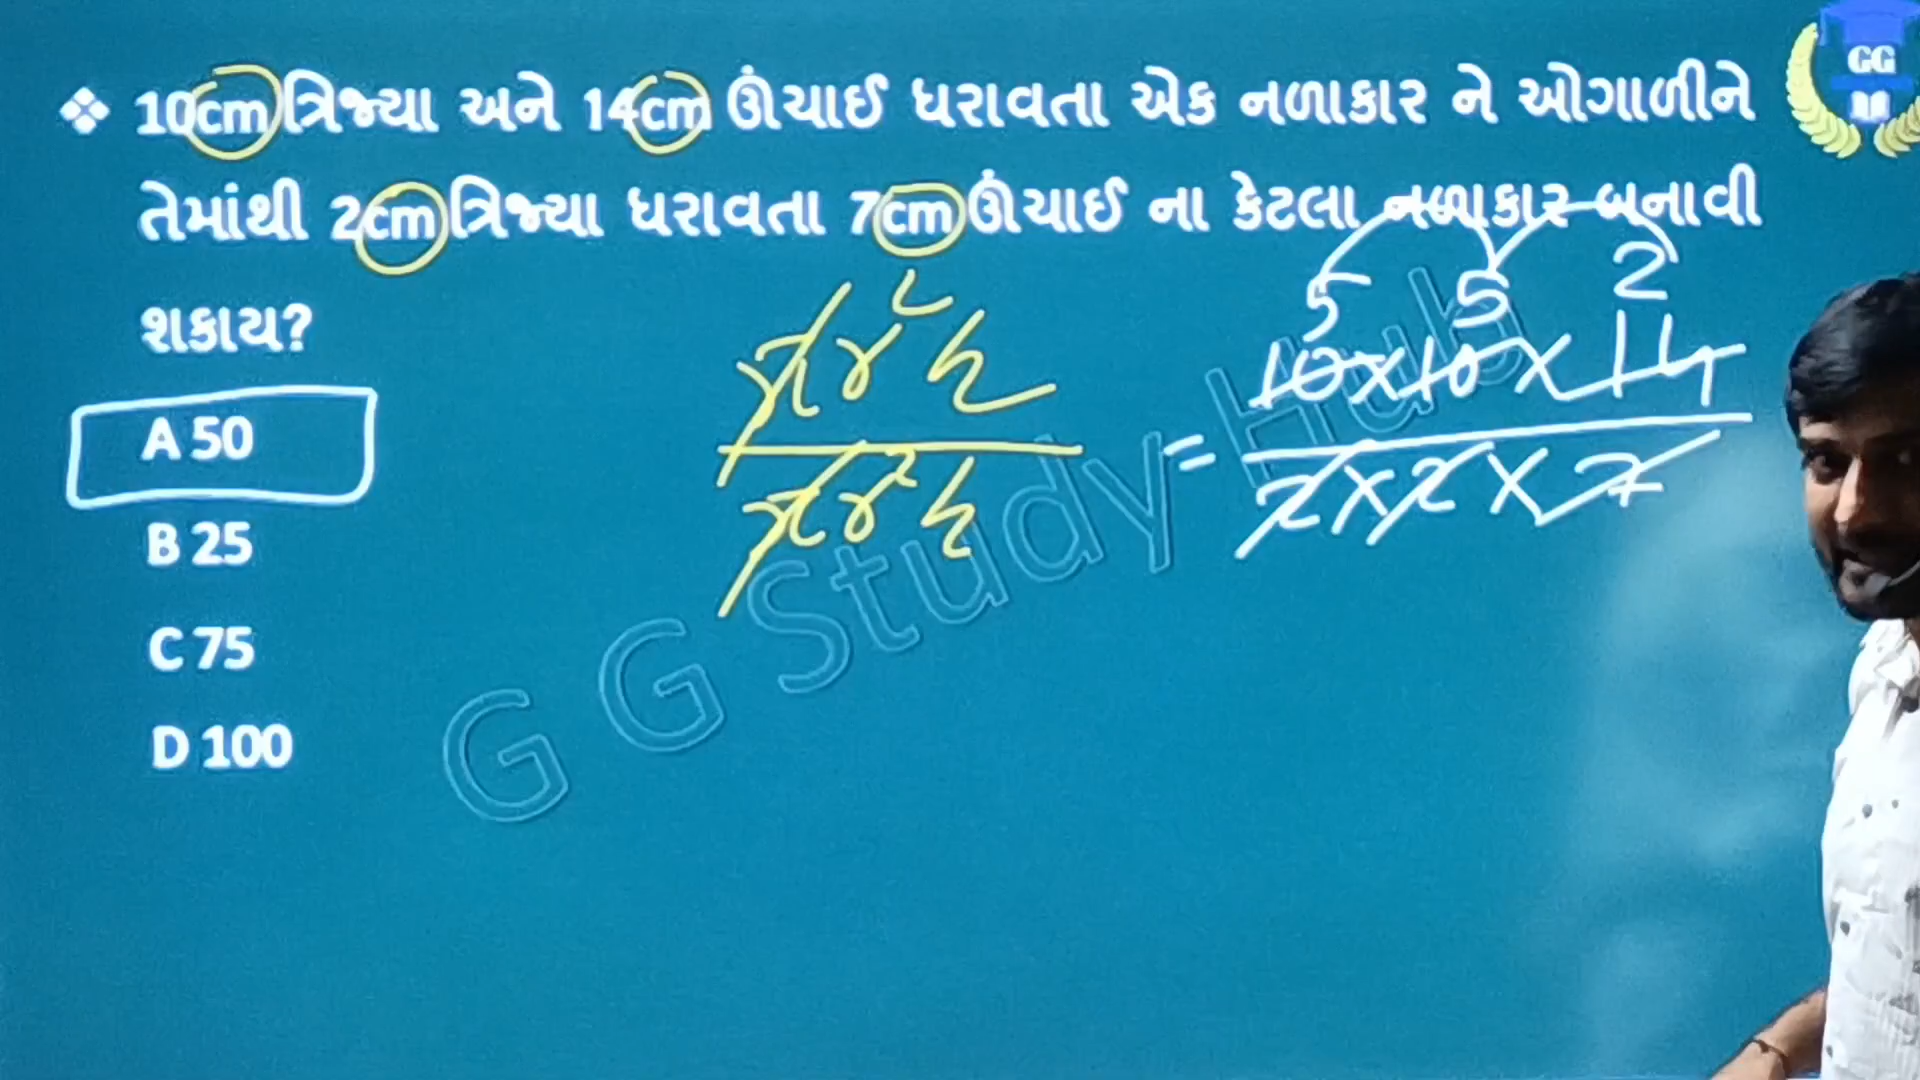 GG
❖ 10cm ત્રિજ્યા અને 14cm ઊંચાઈ ધરાવતા એક નળાકાર ને ઓગાળીને
તેમાંથી 2cm ત્રિજ્યા ધરાવતા 7cm ઊંચાઈ ના કેટલા નળાકાર બનાવી
શકાય?
A 50
B 25
C 75
D 100
πr²h
πr²h
=
5 5 2
10×10×14
2×2×7
G G Study Hub